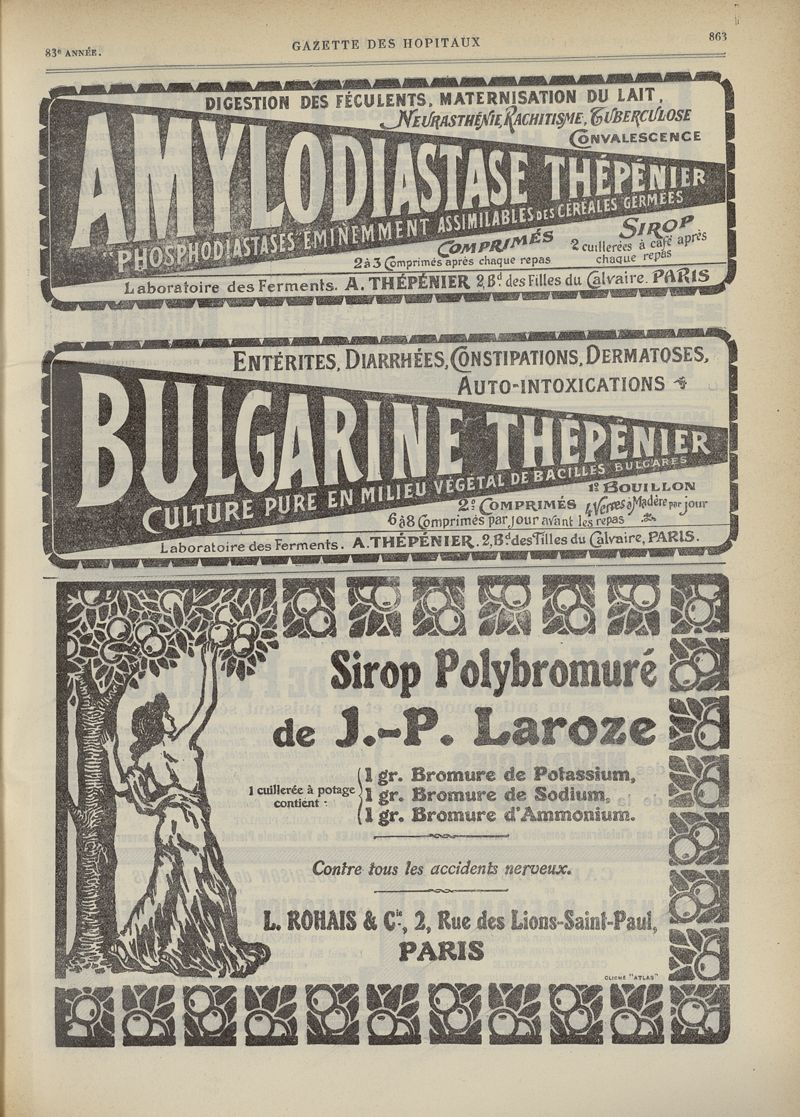 83e ANNÉE.
GAZETTE DES HOPITAUX
863
DIGESTION DES FÉCULENTS, MATERNISATION DU LAIT,
NEURASTHÉNIE, RACHITISME, TUBERCULOSE
CONVALESCENCE
AMYLODIASTASE THÉPÉNIER
"PHOSPHODIASTASES" ÉMINEMMENT ASSIMILABLES DES CÉRÉALES GERMÉES
COMPRIMÉS
2 à 3 Comprimés après chaque repas
SIROP
2 cuillerées à café après
chaque repas
Laboratoire des Ferments. A. THÉPÉNIER 2, Bd. des Filles du Calvaire. PARIS
ENTÉRITES, DIARRHÉES, CONSTIPATIONS, DERMATOSES,
AUTO-INTOXICATIONS
BULGARINE THÉPÉNIER
CULTURE PURE EN MILIEU VÉGÉTAL DE BACILLES BULGARES
1º BOUILLON
4 Verres à Madère par jour
2º COMPRIMÉS
6 à 8 Comprimés par jour avant les repas
Laboratoire des Ferments. A. THÉPÉNIER. 2, Bd. des Filles du Calvaire, PARIS.
Sirop Polybromuré
de J.-P. Laroze
1 cuillerée à potage
contient :
1 gr. Bromure de Potassium,
1 gr. Bromure de Sodium,
1 gr. Bromure d'Ammonium.
Contre tous les accidents nerveux.
L. ROHAIS & Cie, 2, Rue des Lions-Saint-Paul,
PARIS
CLICHÉ "ATLAS"